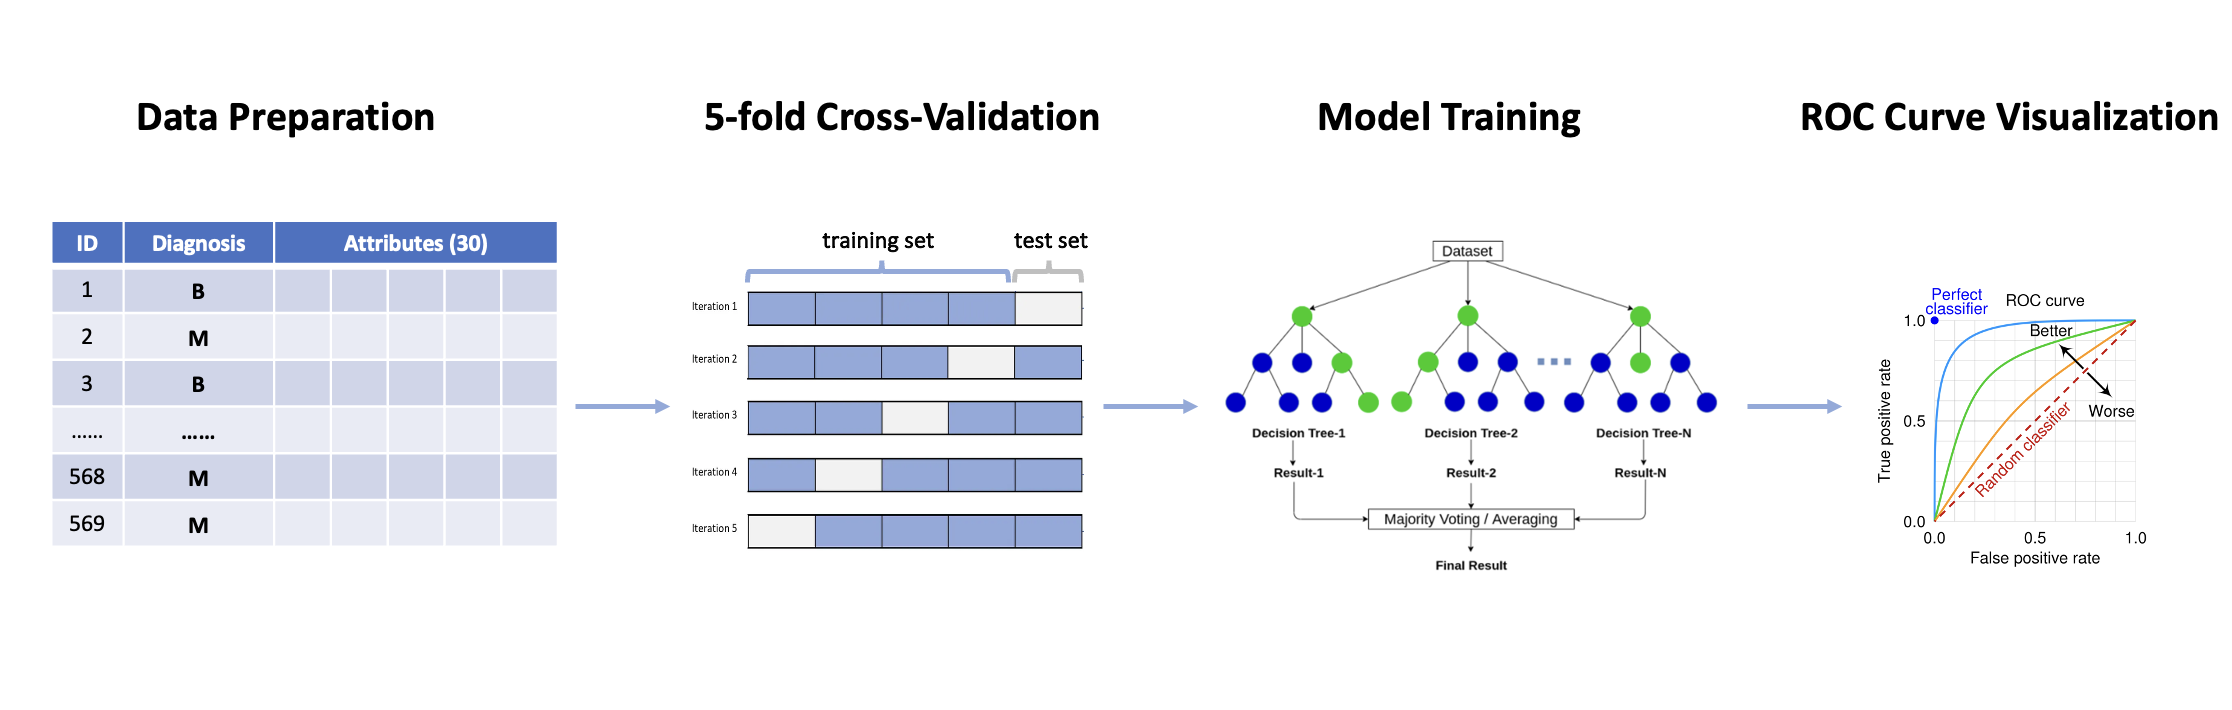 Data Preparation
5-fold Cross-Validation
Model Training
ROC Curve Visualization
ID Diagnosis Attributes (30)
1 B
2 M
3 B
...... ......
568 M
569 M
training set test set
Iteration 1
Iteration 2
Iteration 3
Iteration 4
Iteration 5
Dataset
Decision Tree-1 Decision Tree-2 Decision Tree-N
Result-1 Result-2 Result-N
Majority Voting / Averaging
Final Result
Perfect
classifier
ROC curve
Better
Worse
Random classifier
True positive rate
1.0
0.5
0.0
0.0 0.5 1.0
False positive rate